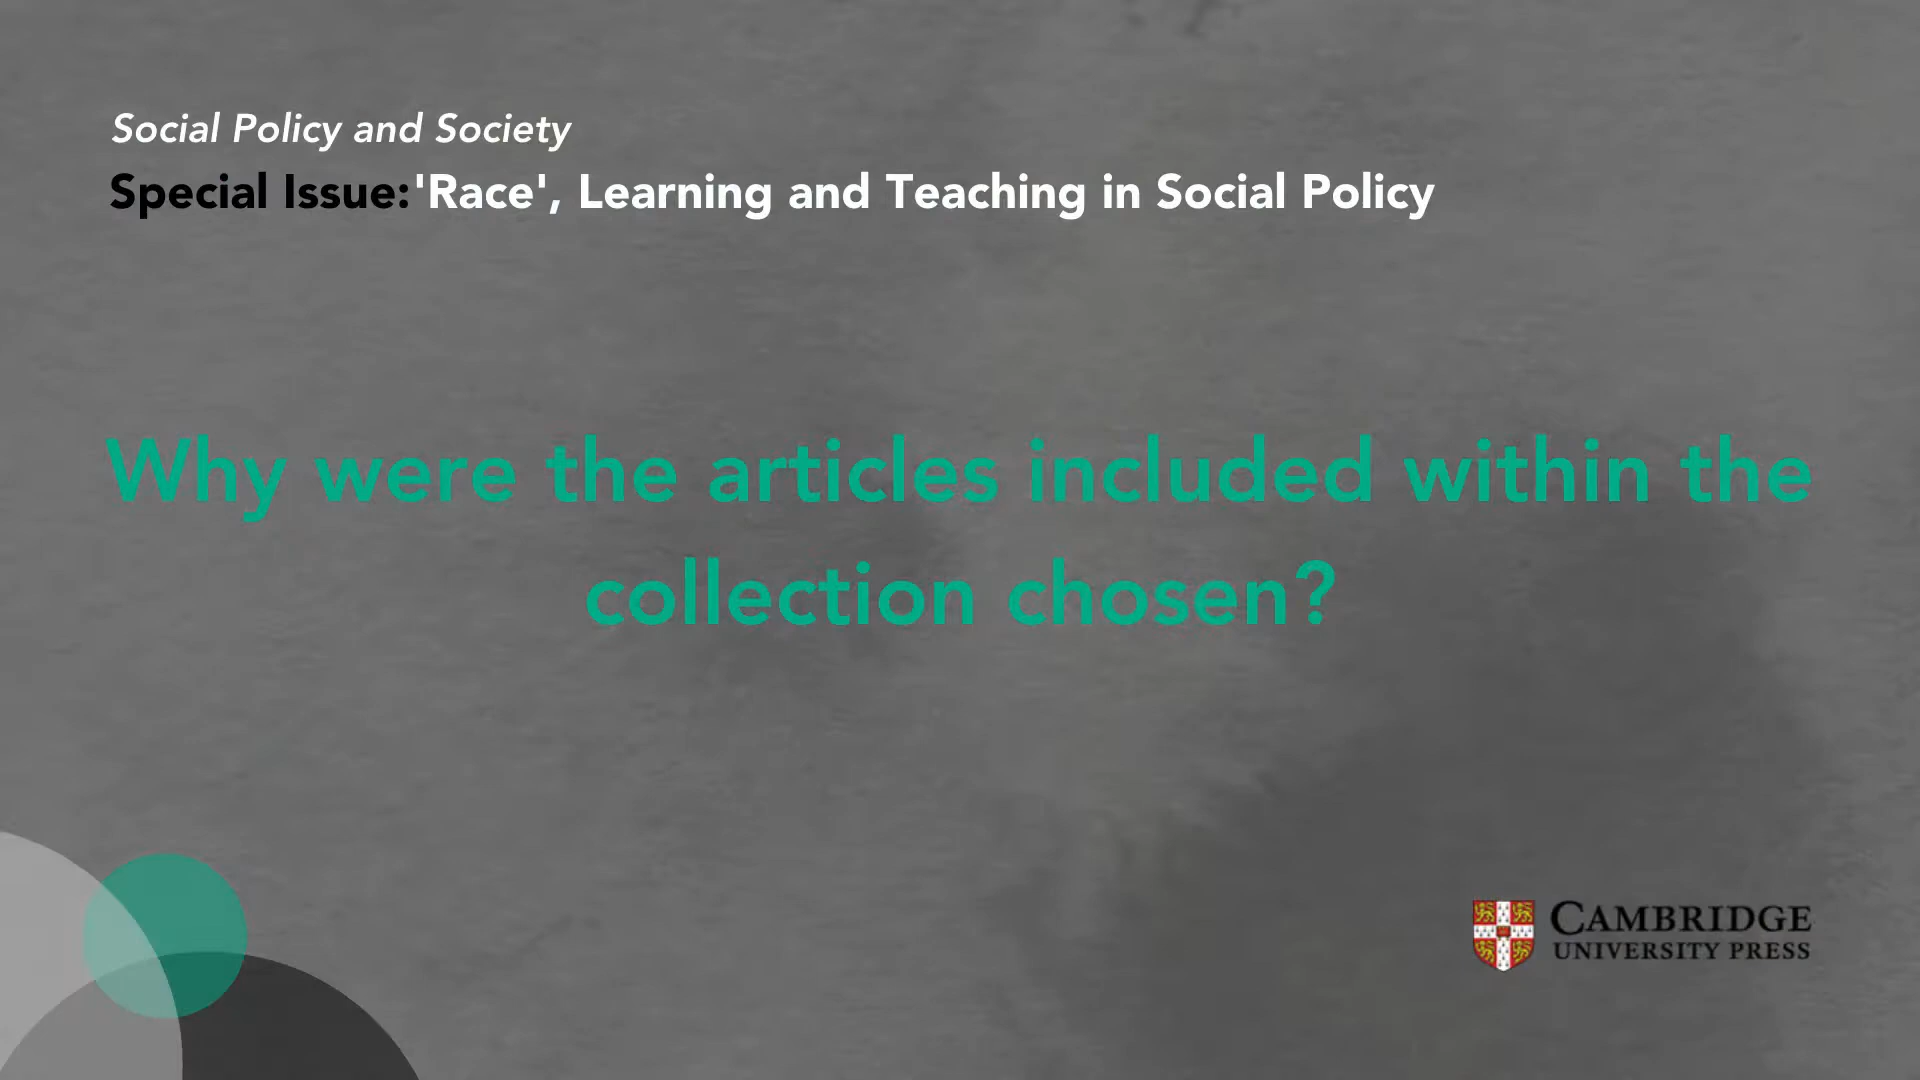 Social Policy and Society
Special Issue:'Race', Learning and Teaching in Social Policy
Why were the articles included within the
collection chosen?
CAMBRIDGE
UNIVERSITY PRESS